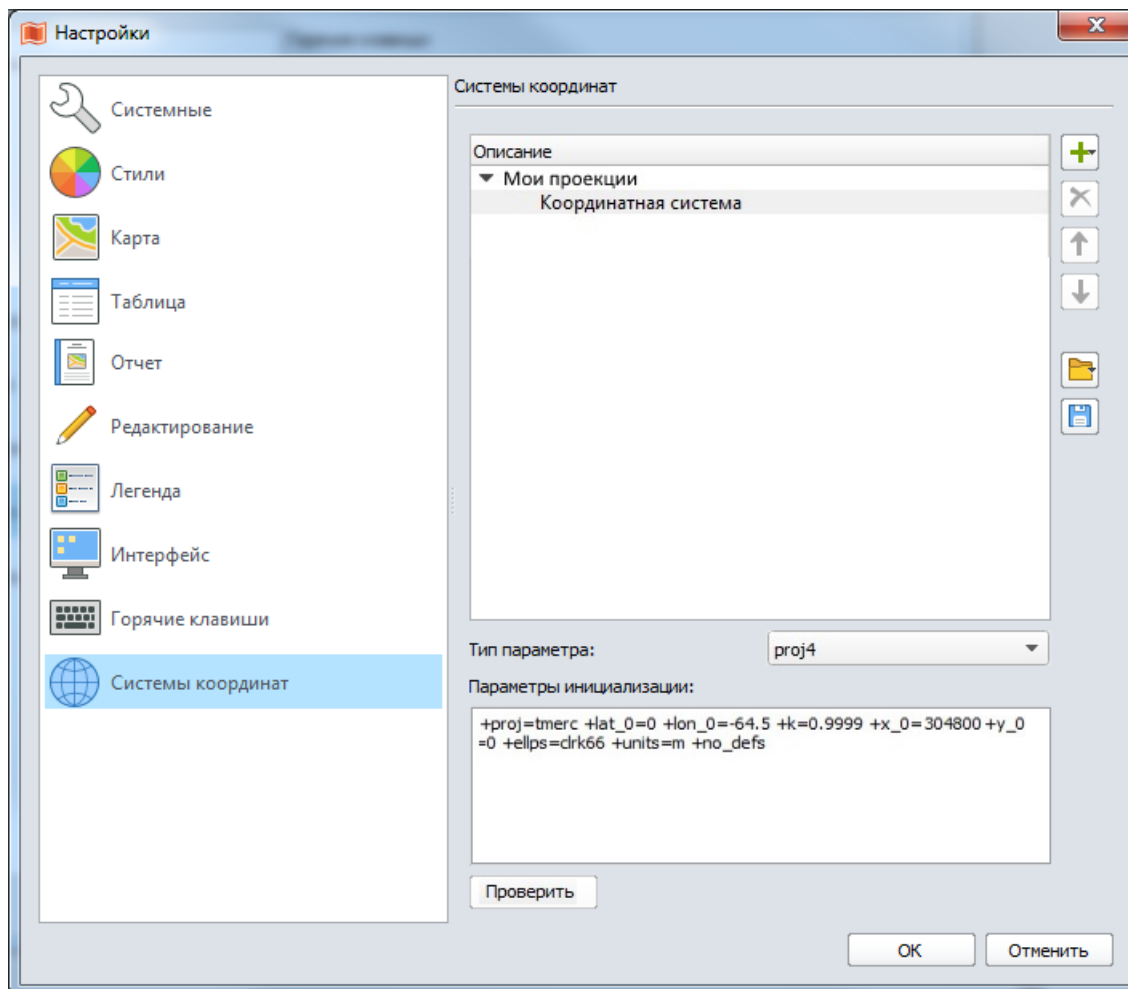 Настройки
Системные
Стили
Карта
Таблица
Отчет
Редактирование
Легенда
Интерфейс
Горячие клавиши
Системы координат
Системы координат
Описание
Мои проекции
Координатная система
Тип параметра:
proj4
Параметры инициализации:
+proj=tmerc +lat_0=0 +lon_0=-64.5 +k=0.9999 +x_0=304800 +y_0
=0 +ellps=clrk66 +units=m +no_defs
Проверить
ОК
Отменить